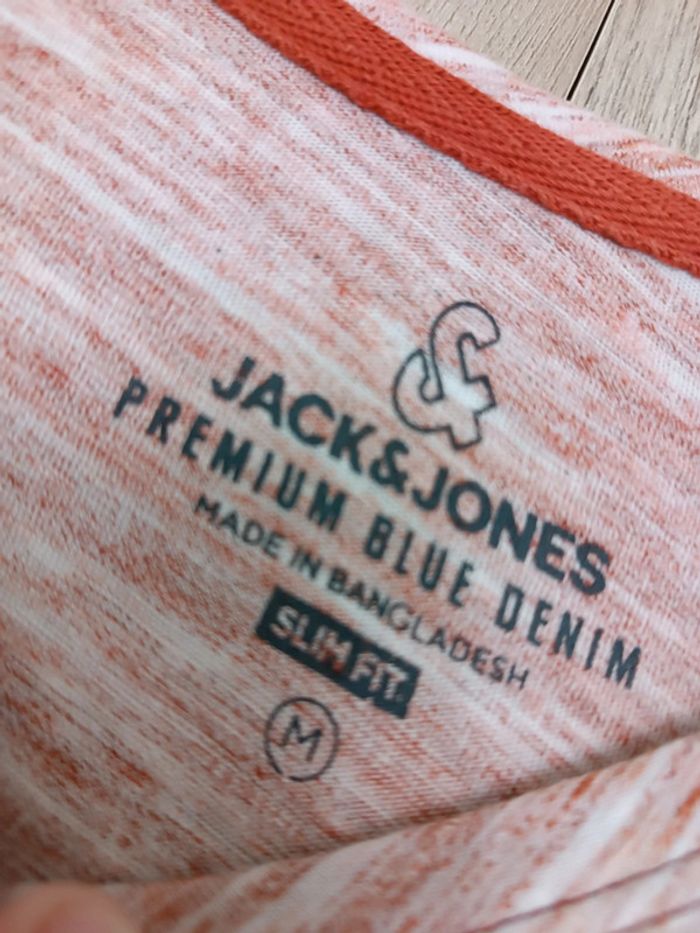 &
JACK&JONES
PREMIUM BLUE DENIM
MADE IN BANGLADESH
SLIM FIT.
M